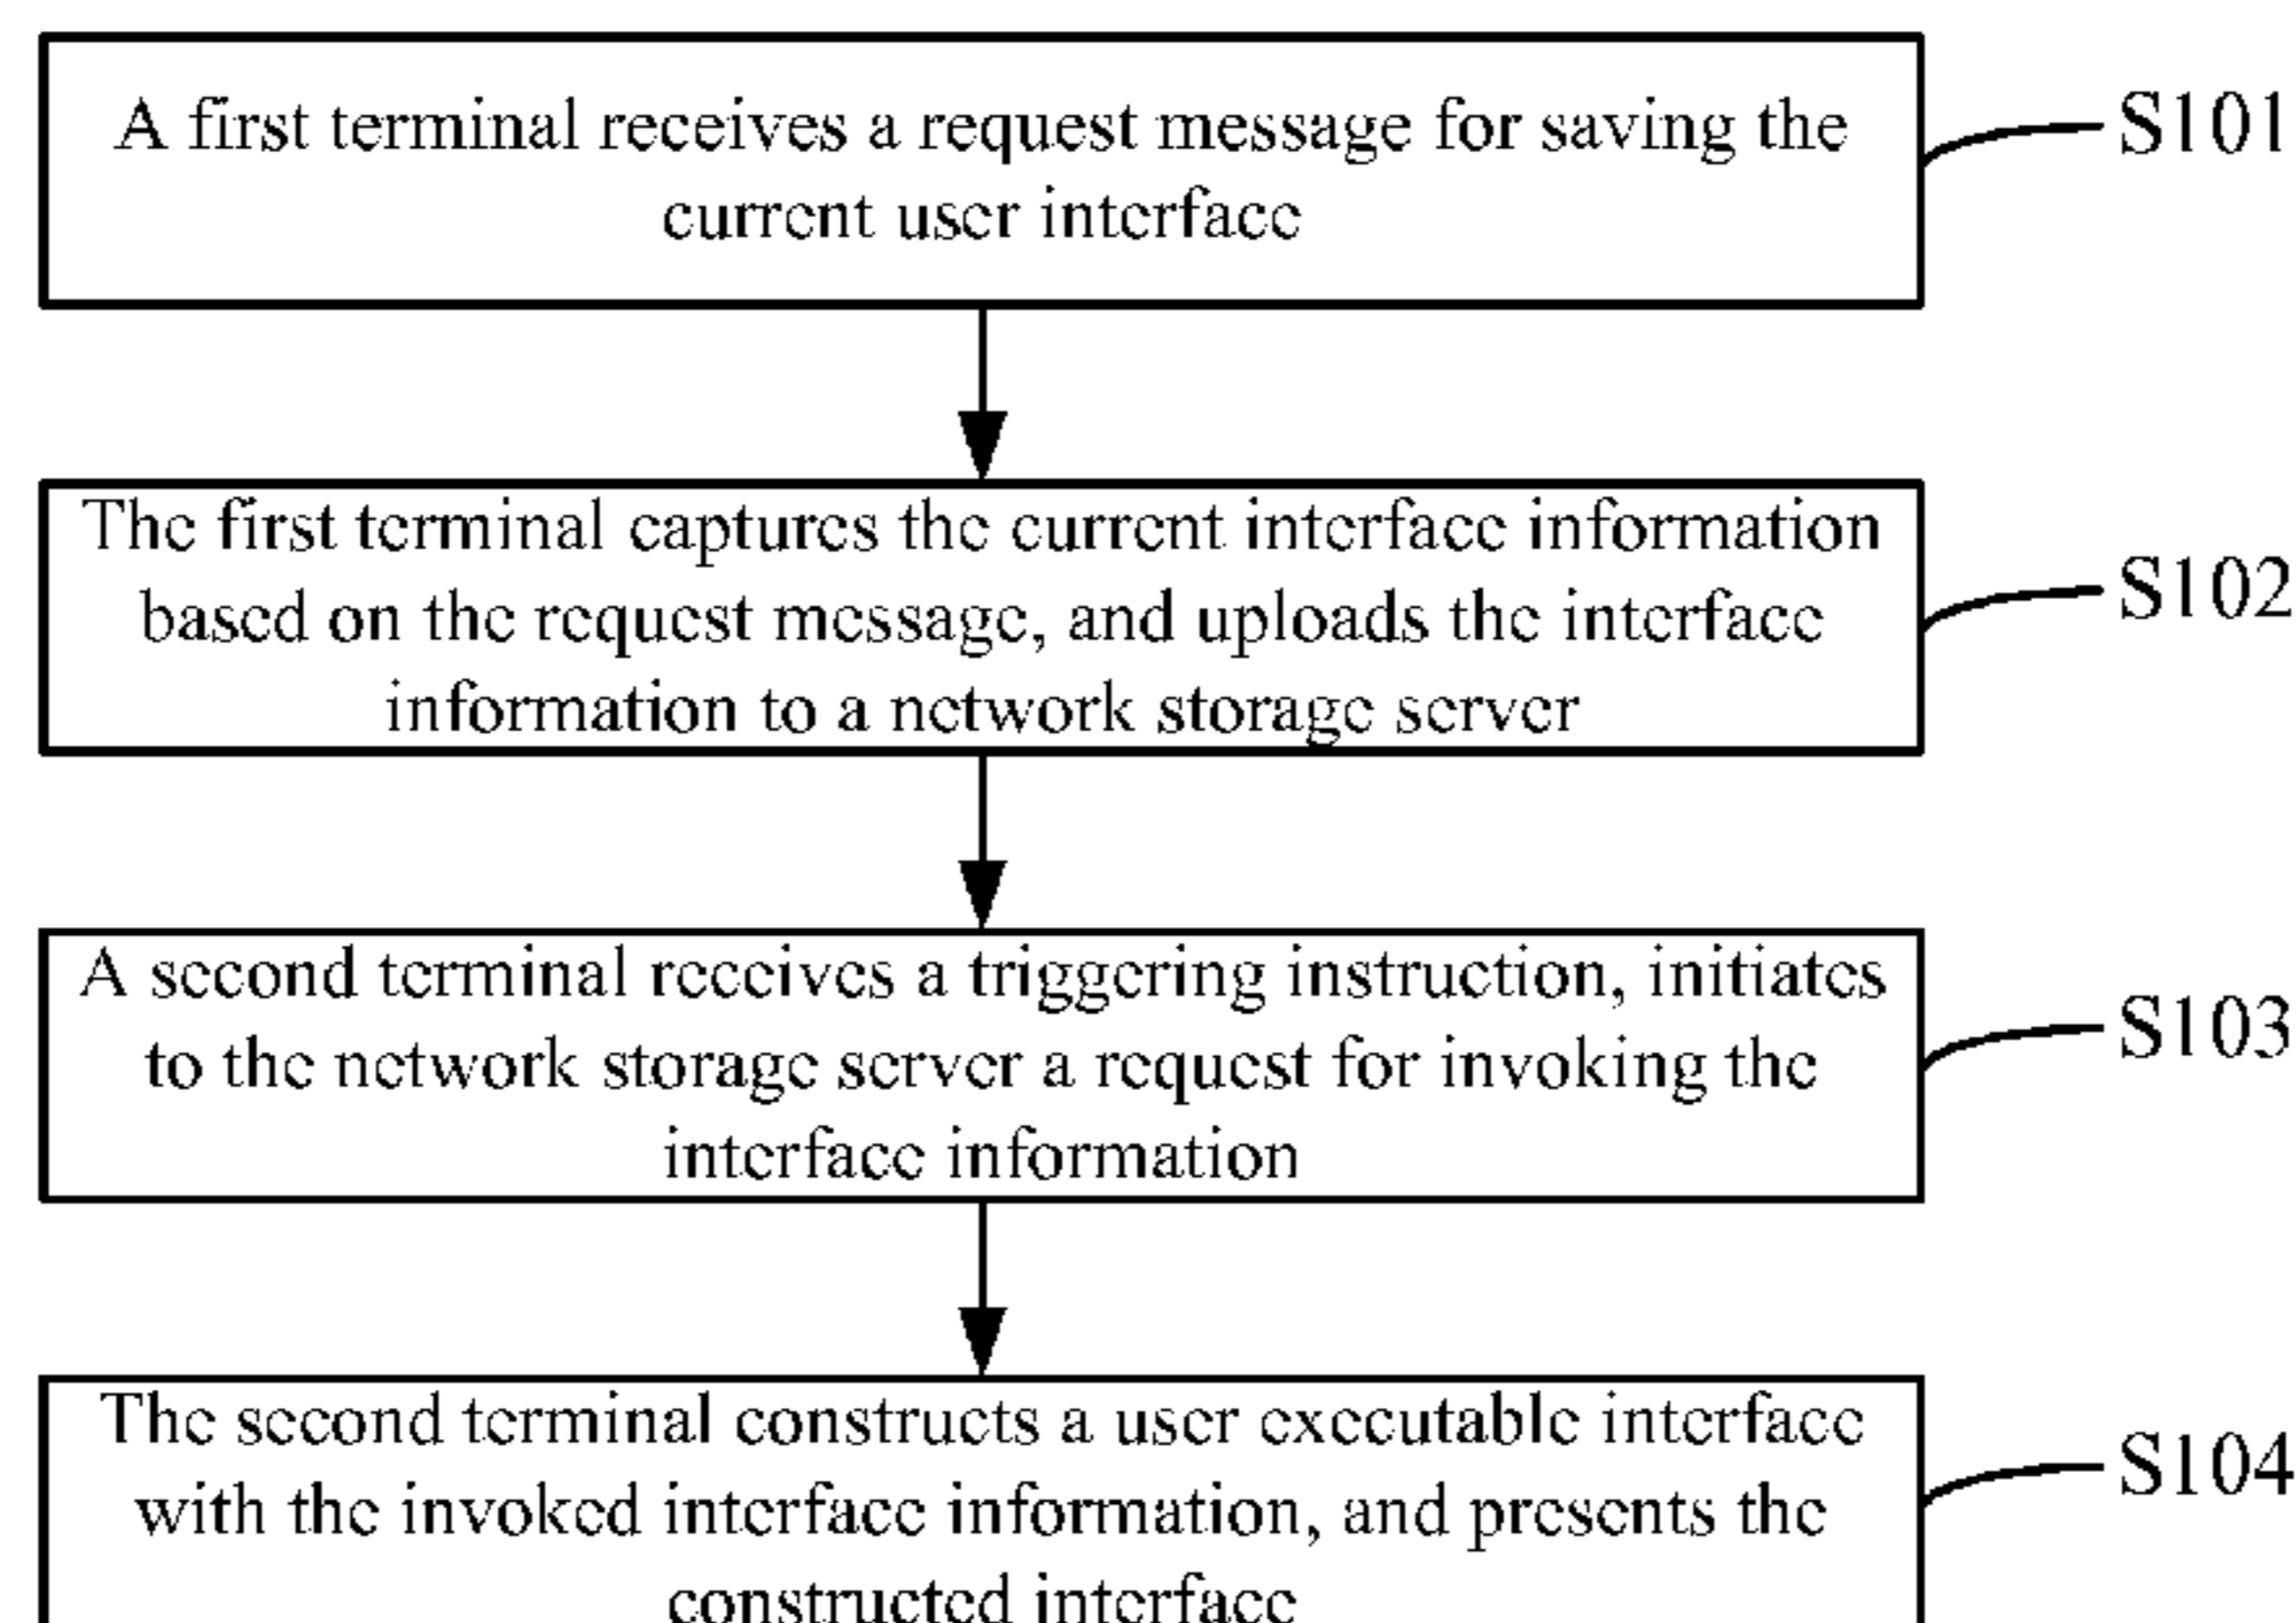 A first terminal receives a request message for saving the
current user interface
S101
The first terminal captures the current interface information
based on the request message, and uploads the interface
information to a network storage server
S102
A second terminal receives a triggering instruction, initiates
to the network storage server a request for invoking the
interface information
S103
The second terminal constructs a user executable interface
with the invoked interface information, and presents the
constructed interface
S104